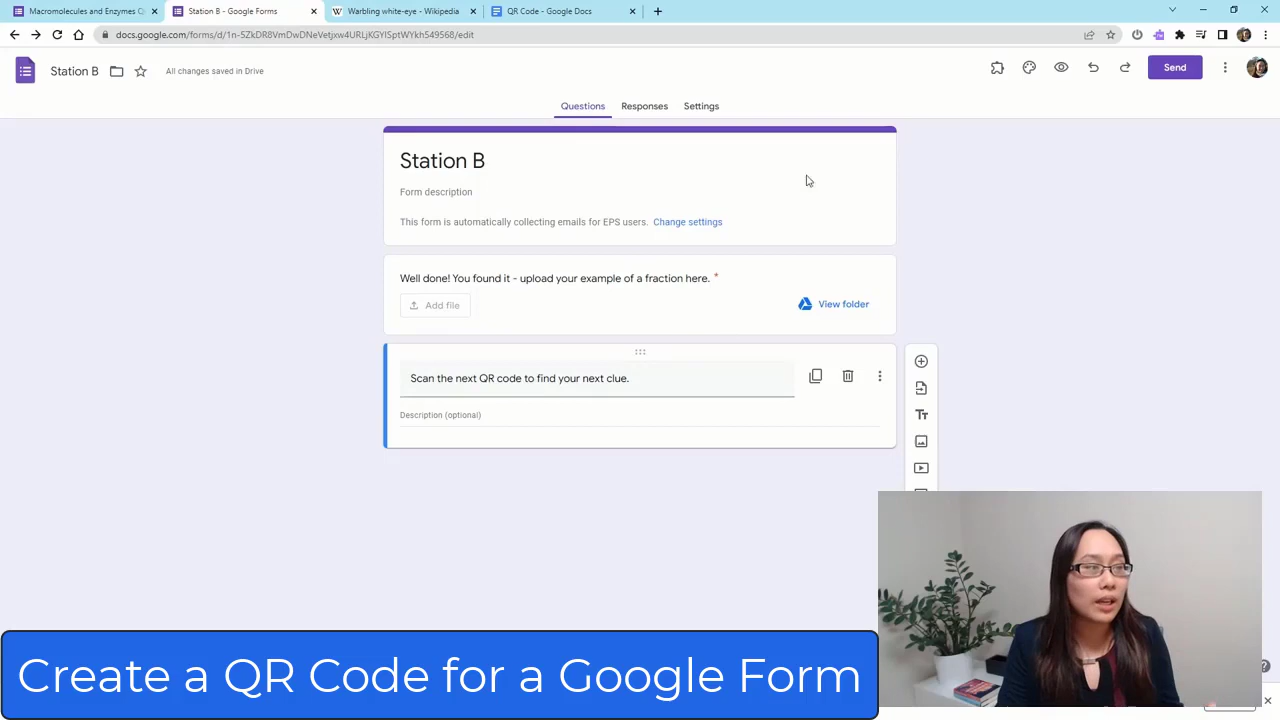 Macromolecules and Enzymes Q
Station B - Google Forms
Warbling white-eye - Wikipedia
QR Code - Google Docs
docs.google.com/forms/d/1n-5ZkDR8VmDwDNeVetjxw4URLjKGYISptWYkh549568/edit
Station B
All changes saved in Drive
Send
Questions
Responses
Settings
Station B
Form description
This form is automatically collecting emails for EPS users. Change settings
Well done! You found it - upload your example of a fraction here. *
Add file
View folder
Scan the next QR code to find your next clue.
Description (optional)
Create a QR Code for a Google Form